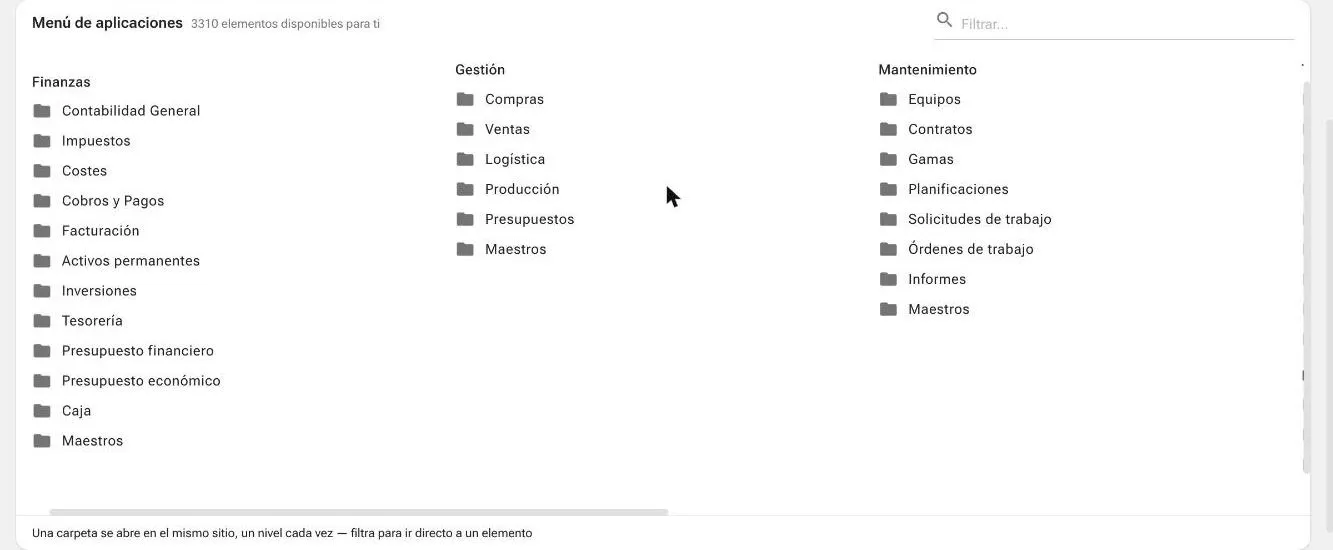 Menú de aplicaciones 3310 elementos disponibles para ti
Filtrar...
Finanzas
Contabilidad General
Impuestos
Costes
Cobros y Pagos
Facturación
Activos permanentes
Inversiones
Tesorería
Presupuesto financiero
Presupuesto económico
Caja
Maestros
Gestión
Compras
Ventas
Logística
Producción
Presupuestos
Maestros
Mantenimiento
Equipos
Contratos
Gamas
Planificaciones
Solicitudes de trabajo
Órdenes de trabajo
Informes
Maestros
Una carpeta se abre en el mismo sitio, un nivel cada vez — filtra para ir directo a un elemento